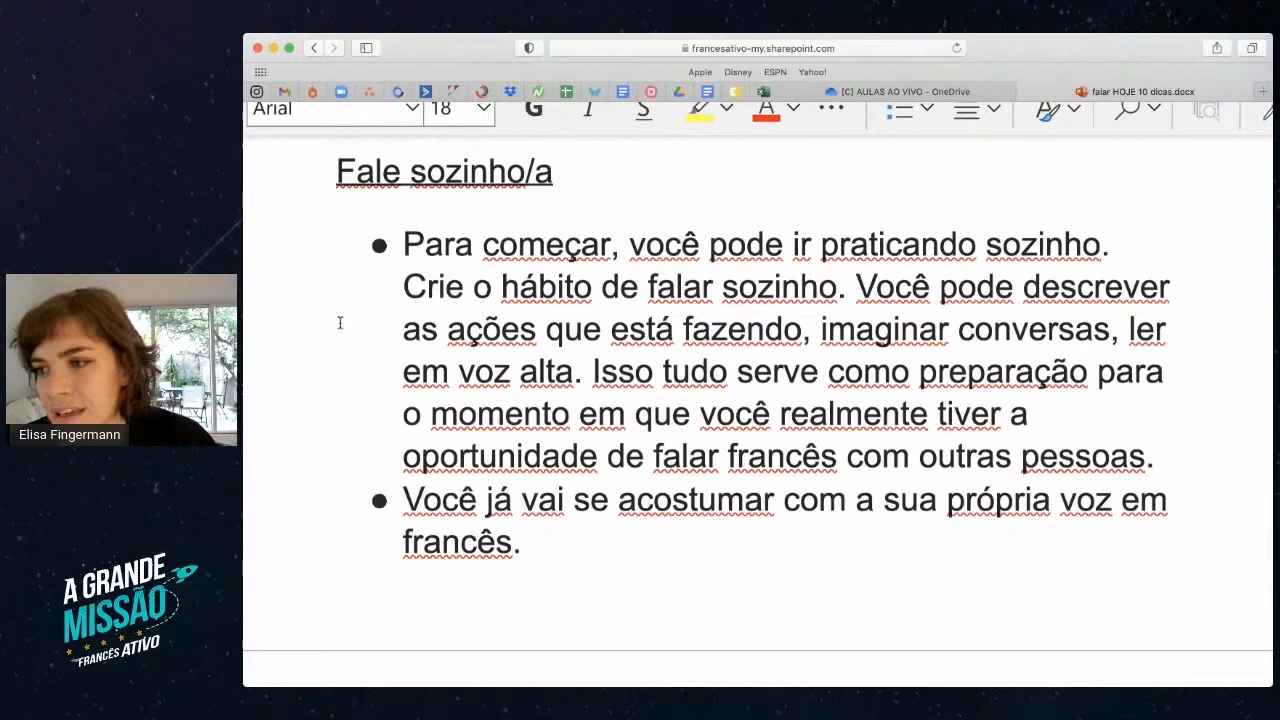 francesativo-my.sharepoint.com
Apple Disney ESPN Yahoo!
[C] AULAS AO VIVO - OneDrive
falar HOJE 10 dicas.docx
Arial
18
G I S A
Fale sozinho/a
● Para começar, você pode ir praticando sozinho.
Crie o hábito de falar sozinho. Você pode descrever
as ações que está fazendo, imaginar conversas, ler
em voz alta. Isso tudo serve como preparação para
o momento em que você realmente tiver a
oportunidade de falar francês com outras pessoas.
● Você já vai se acostumar com a sua própria voz em
francês.
Elisa Fingermann
A GRANDE
MISSÃO
FRANCÊS ATIVO